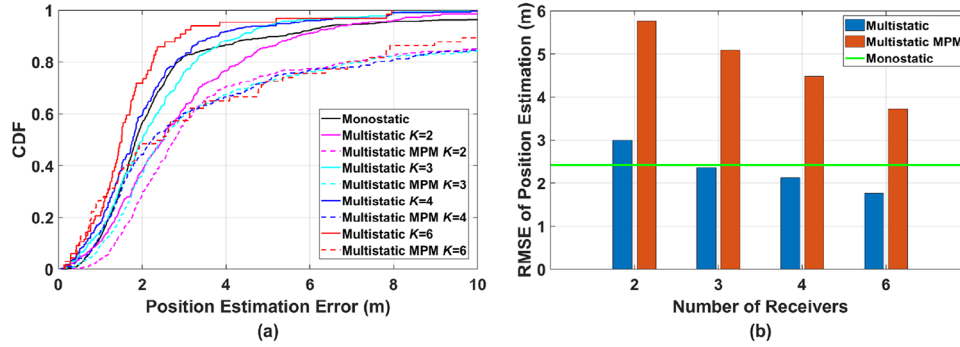 CDF
1
0.8
0.6
0.4
0.2
0
0 2 4 6 8 10
Position Estimation Error (m)
Monostatic
Multistatic K=2
Multistatic MPM K=2
Multistatic K=3
Multistatic MPM K=3
Multistatic K=4
Multistatic MPM K=4
Multistatic K=6
Multistatic MPM K=6
(a)
RMSE of Position Estimation (m)
6
5
4
3
2
1
0
2 3 4 6
Number of Receivers
Multistatic
Multistatic MPM
Monostatic
(b)